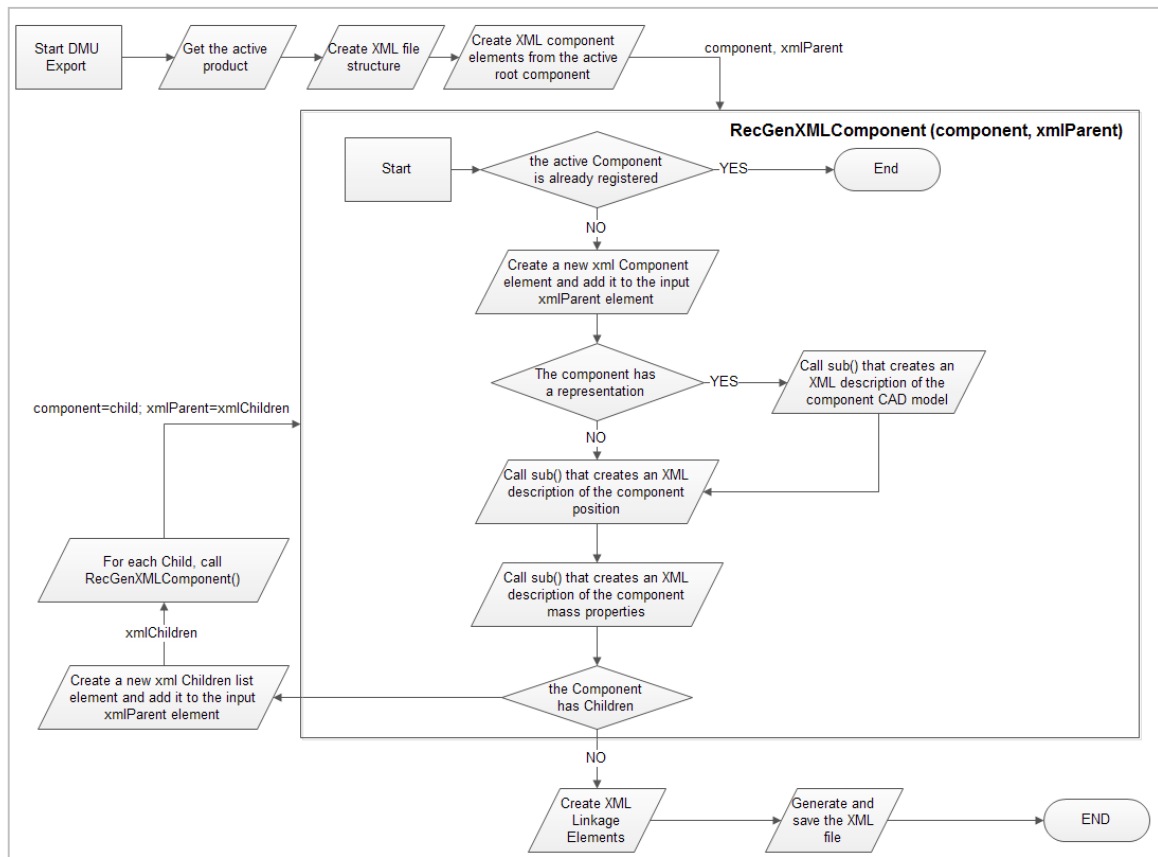 Start DMU
Export
Get the active
product
Create XML file
structure
Create XML component
elements from the active
root component
component, xmlParent
RecGenXMLComponent (component, xmlParent)
Start
the active Component
is already registered
YES
End
NO
Create a new xml Component
element and add it to the input
xmlParent element
The component has
a representation
YES
Call sub() that creates an
XML description of the
component CAD model
component=child; xmlParent=xmlChildren
NO
Call sub() that creates an XML
description of the component
position
For each Child, call
RecGenXMLComponent()
Call sub() that creates an XML
description of the component
mass properties
xmlChildren
Create a new xml Children list
element and add it to the input
xmlParent element
the Component
has Children
NO
Create XML
Linkage
Elements
Generate and
save the XML
file
END